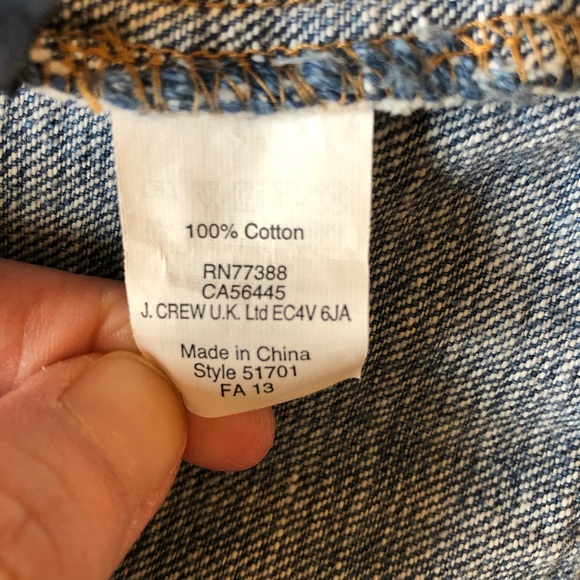 100% Cotton
RN77388
CA56445
J. CREW U.K. Ltd EC4V 6JA
Made in China
Style 51701
FA 13